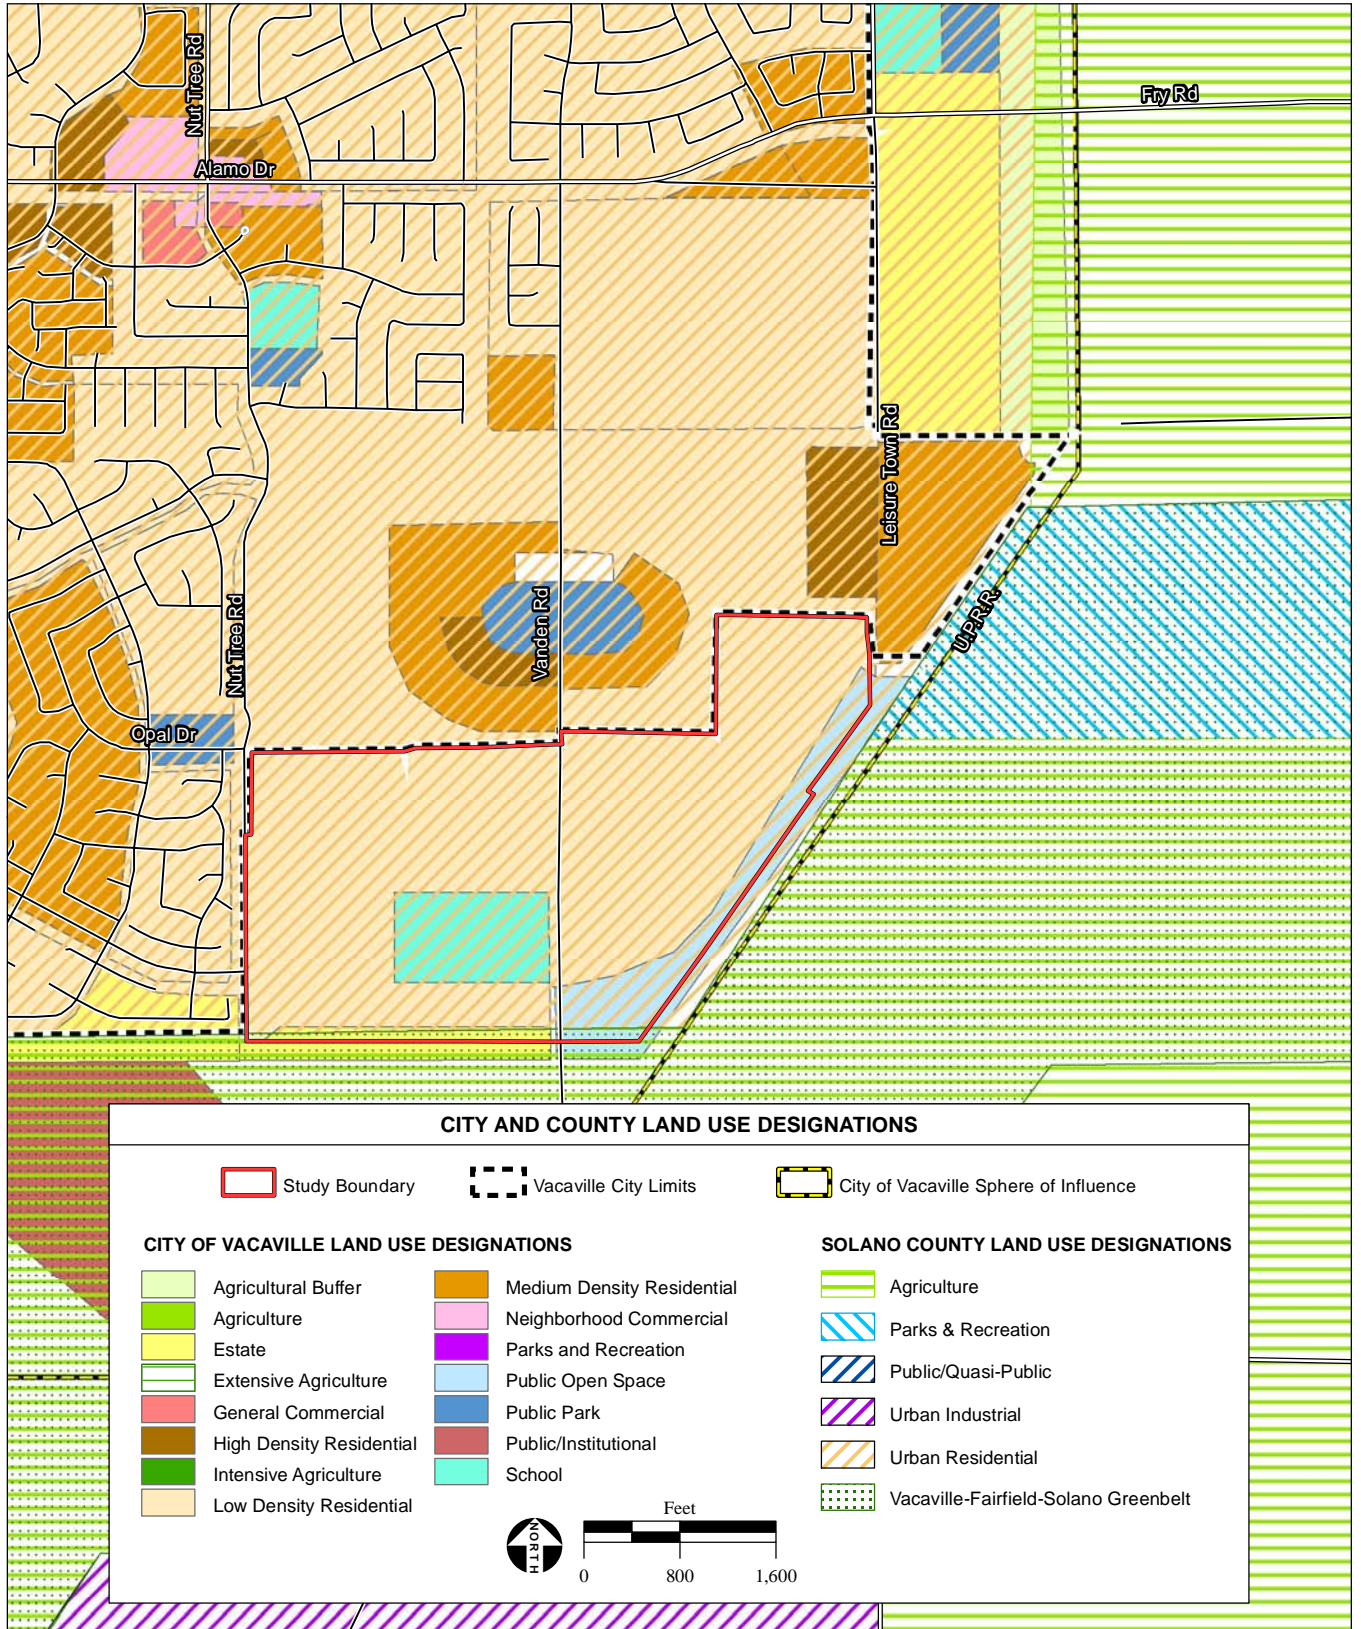 Nut Tree Rd
Fry Rd
Alamo Dr
Leisure Town Rd
U.P.R.R.
Vanden Rd
Nut Tree Rd
Opal Dr
CITY AND COUNTY LAND USE DESIGNATIONS
Study Boundary
Vacaville City Limits
City of Vacaville Sphere of Influence
CITY OF VACAVILLE LAND USE DESIGNATIONS
Agricultural Buffer
Agriculture
Estate
Extensive Agriculture
General Commercial
High Density Residential
Intensive Agriculture
Low Density Residential
Medium Density Residential
Neighborhood Commercial
Parks and Recreation
Public Open Space
Public Park
Public/Institutional
School
SOLANO COUNTY LAND USE DESIGNATIONS
Agriculture
Parks & Recreation
Public/Quasi-Public
Urban Industrial
Urban Residential
Vacaville-Fairfield-Solano Greenbelt
NORTH
Feet
0 800 1,600